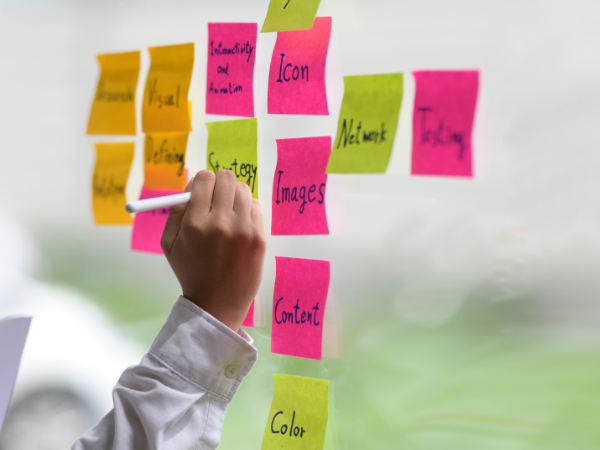 Interactivity
and
Animation
Icon
Visual
Network
Testing
Defining
Strategy
Images
Content
Color